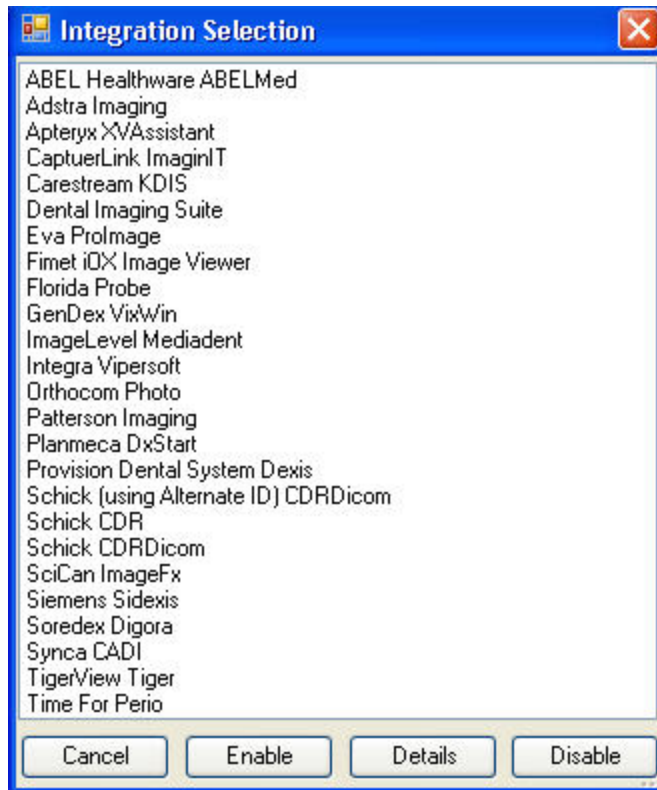 Integration Selection
ABEL Healthware ABELMed
Adstra Imaging
Apteryx XVAssistant
CaptuerLink ImaginIT
Carestream KDIS
Dental Imaging Suite
Eva ProImage
Fimet iOX Image Viewer
Florida Probe
GenDex VixWin
ImageLevel Mediadent
Integra Vipersoft
Orthocom Photo
Patterson Imaging
Planmeca DxStart
Provision Dental System Dexis
Schick (using Alternate ID) CDRDicom
Schick CDR
Schick CDRDicom
SciCan ImageFx
Siemens Sidexis
Soredex Digora
Synca CADI
TigerView Tiger
Time For Perio
Cancel Enable Details Disable